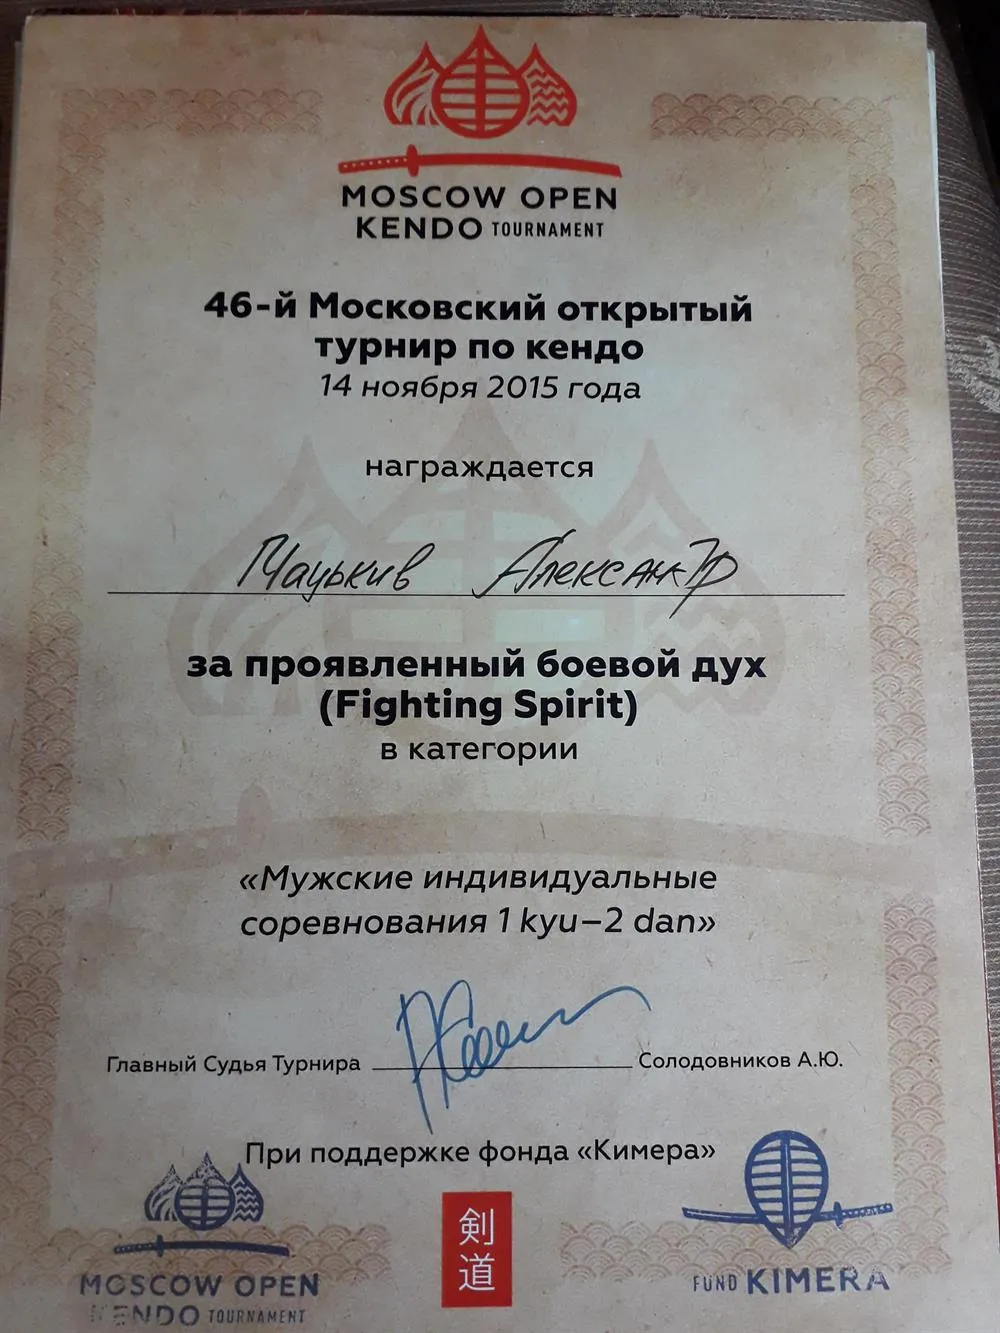 MOSCOW OPEN
KENDO TOURNAMENT
46-й Московский открытый
турнир по кендо
14 ноября 2015 года
награждается
Мацькив Александр
за проявленный боевой дух
(Fighting Spirit)
в категории
«Мужские индивидуальные
соревнования 1 kyu–2 dan»
Главный Судья Турнира Солодовников А.Ю.
При поддержке фонда «Кимера»
MOSCOW OPEN
KENDO TOURNAMENT
剣道
FUND KIMERA